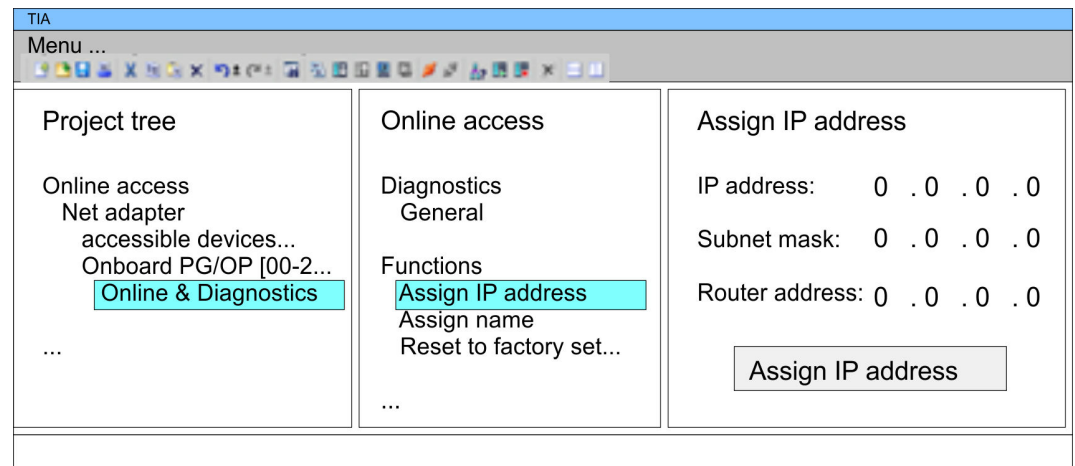 TIA
Menu ...
Project tree
Online access
Net adapter
accessible devices...
Onboard PG/OP [00-2...
Online & Diagnostics
...
Online access
Diagnostics
General
Functions
Assign IP address
Assign name
Reset to factory set...
...
Assign IP address
IP address: 0 .0 .0 .0
Subnet mask: 0 .0 .0 .0
Router address: 0 .0 .0 .0
Assign IP address